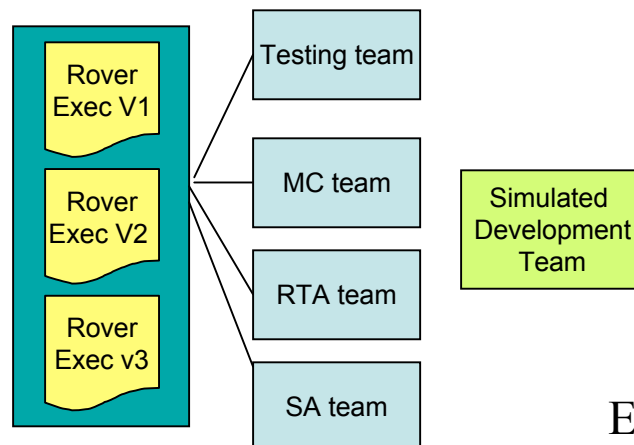 Rover
Exec V1
Rover
Exec V2
Rover
Exec v3
Testing team
MC team
RTA team
SA team
Simulated
Development
Team
E